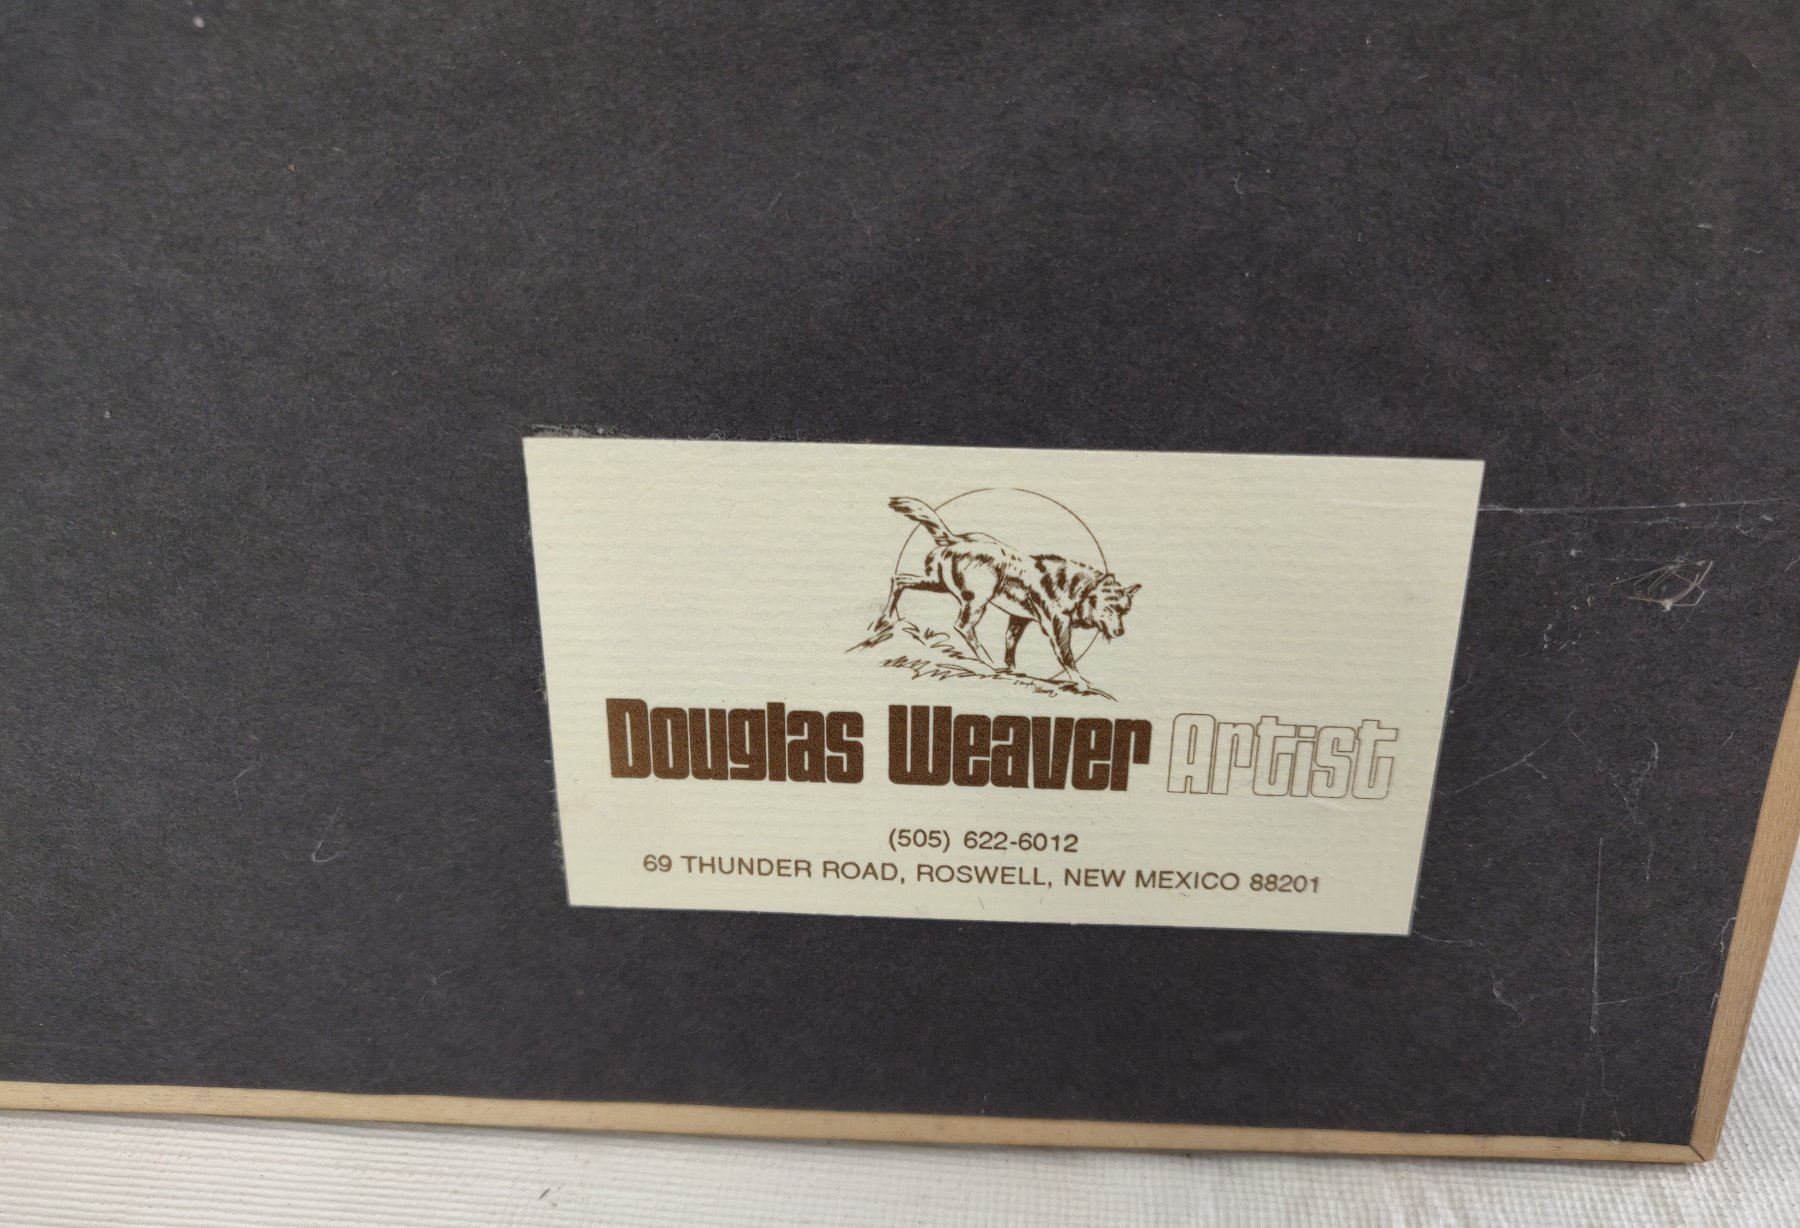 Douglas Weaver Artist
(505) 622-6012
69 THUNDER ROAD, ROSWELL, NEW MEXICO 88201